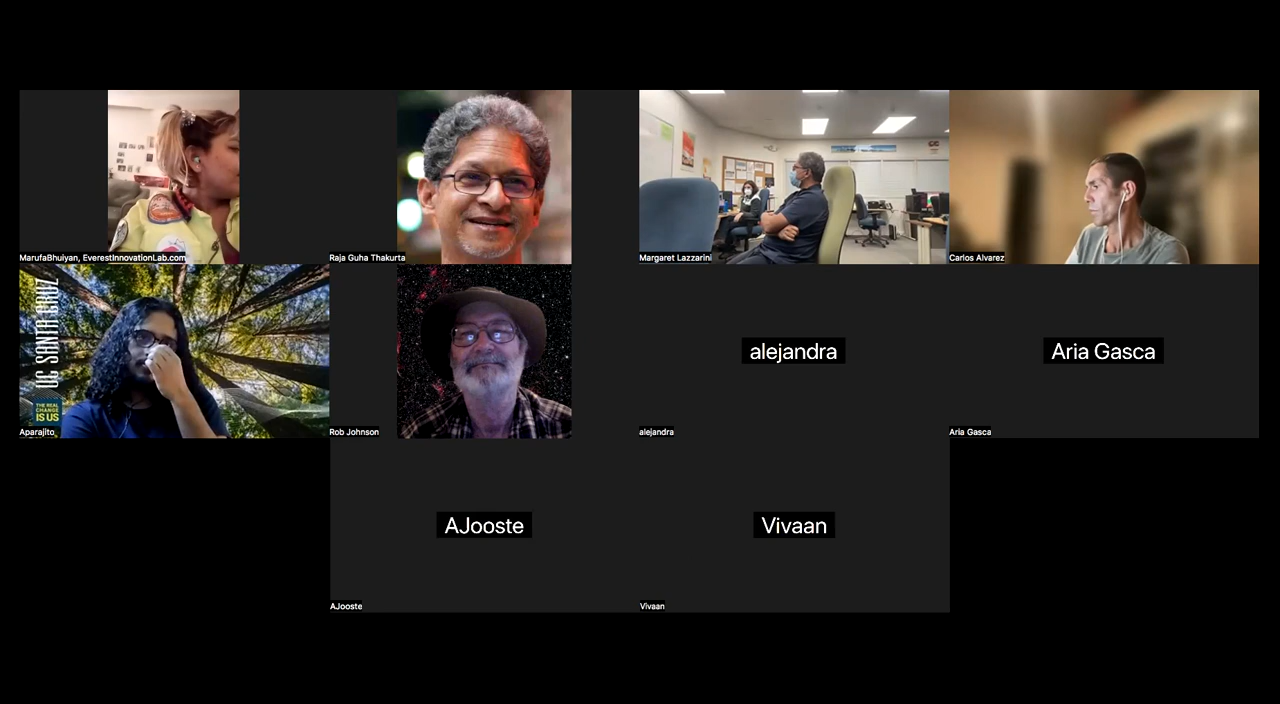 MarufaBhuiyan, EverestInnovationLab.com
Raja Guha Thakurta
Margaret Lazzarini
Carlos Alvarez
UC SANTA CRUZ
THE REAL
CHANGE
IS US
Aparajito
Rob Johnson
alejandra
alejandra
Aria Gasca
Aria Gasca
AJooste
AJooste
Vivaan
Vivaan